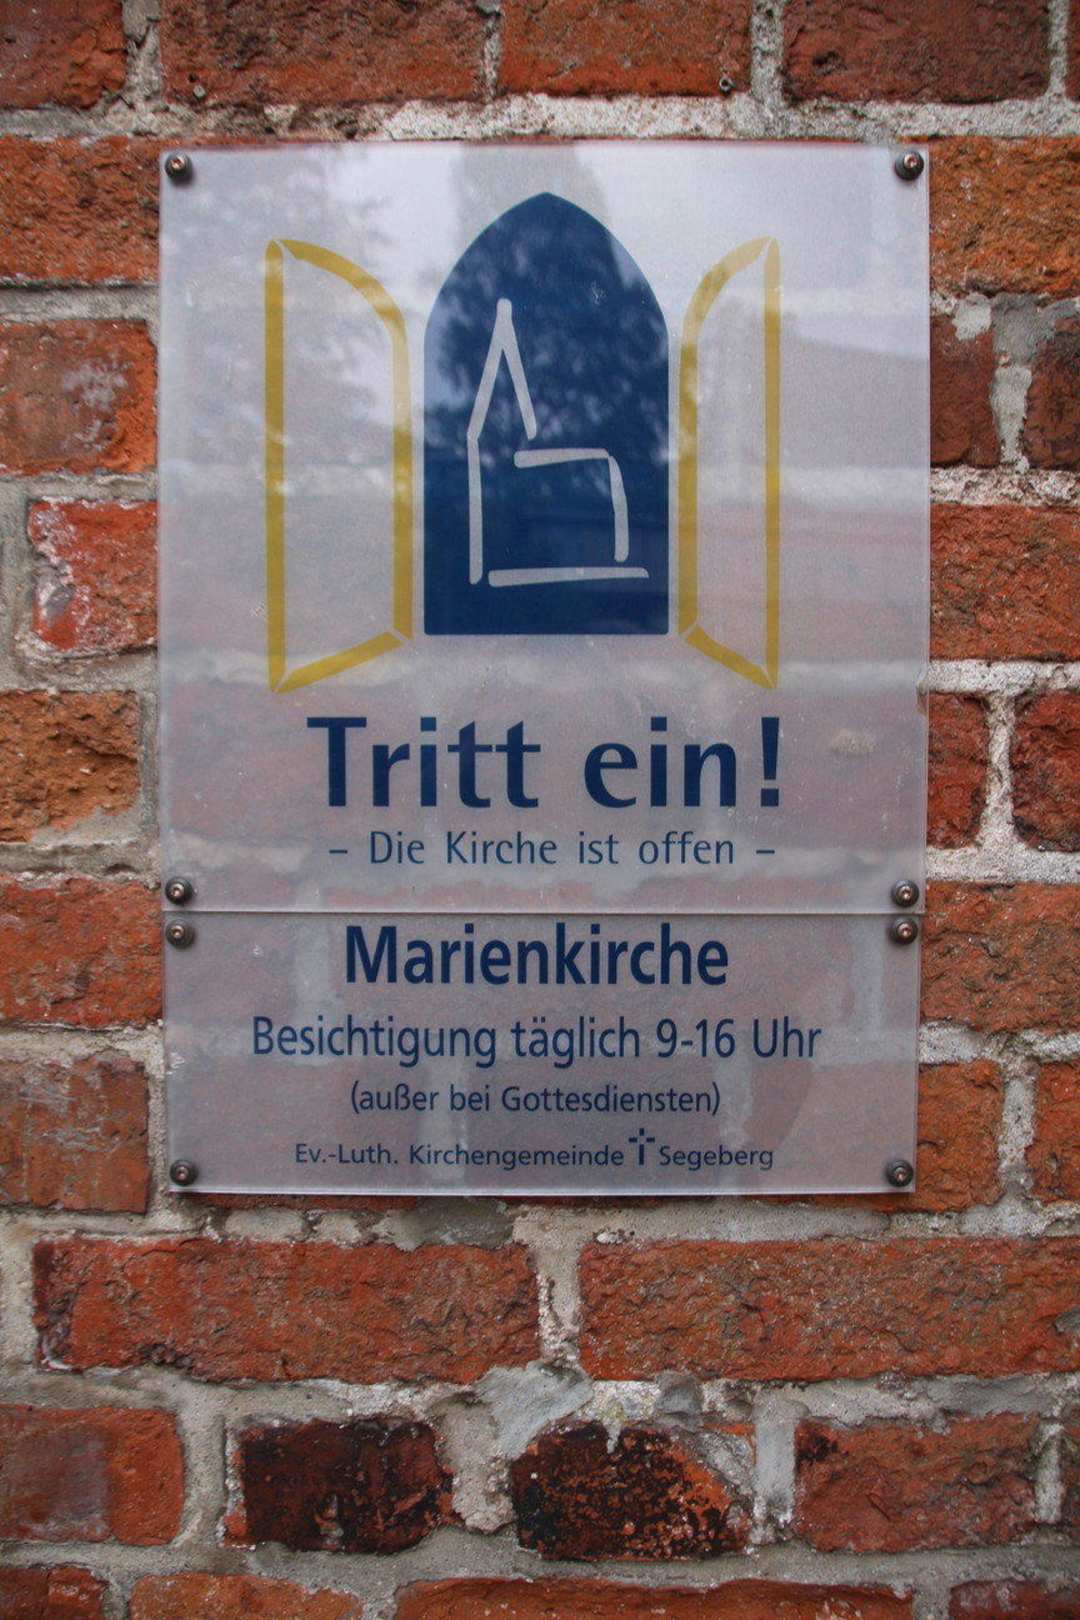 Tritt ein!
– Die Kirche ist offen –
Marienkirche
Besichtigung täglich 9-16 Uhr
(außer bei Gottesdiensten)
Ev.-Luth. Kirchengemeinde Segeberg